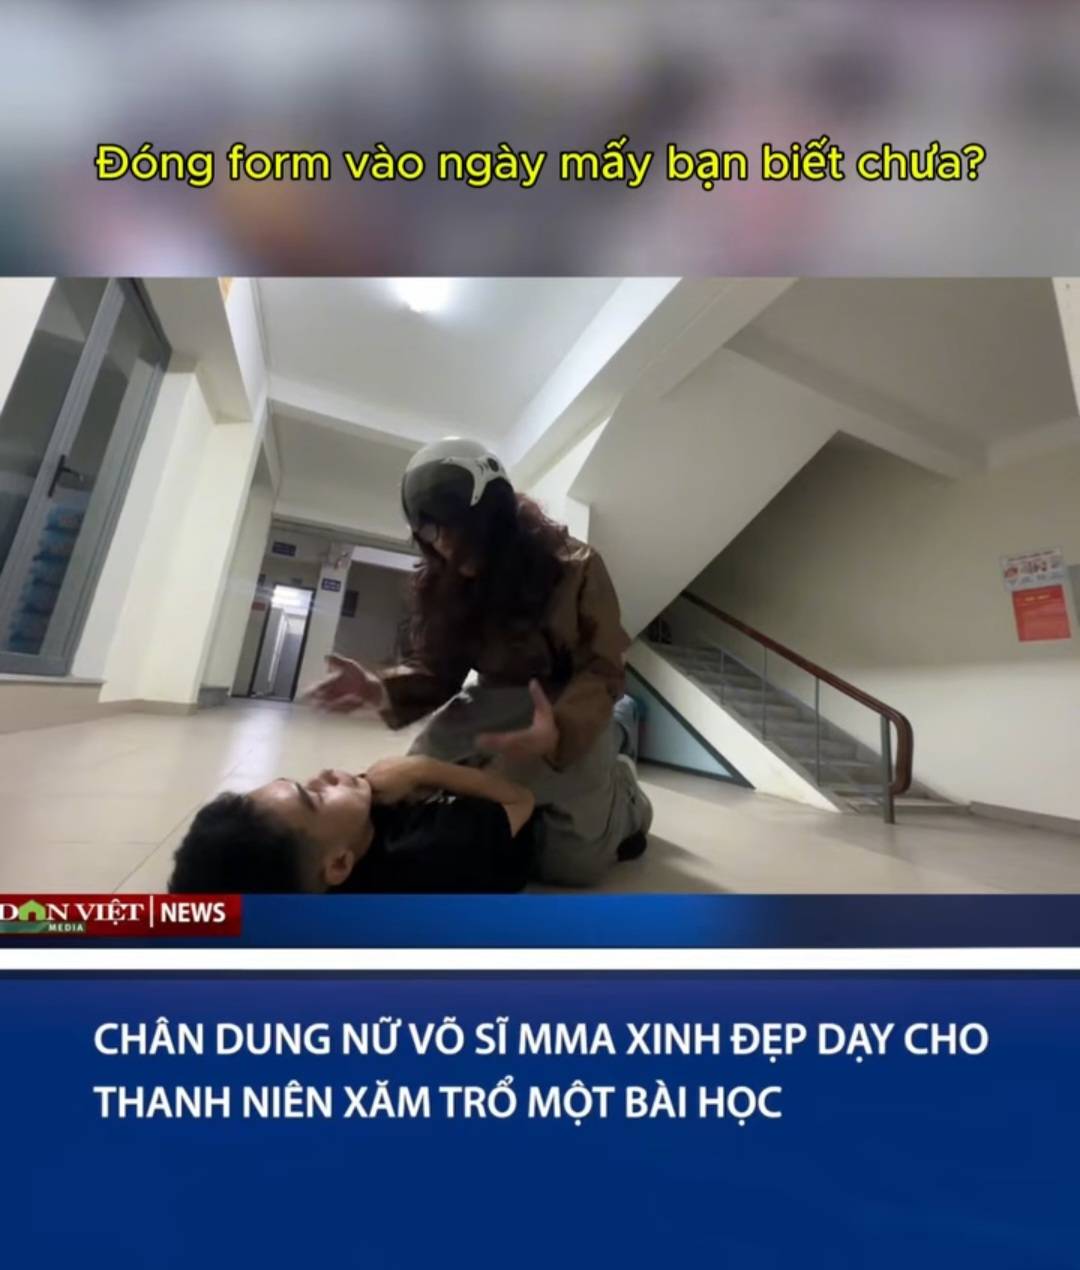 Đóng form vào ngày mấy bạn biết chưa?
DÂN VIỆT NEWS
MEDIA
CHÂN DUNG NỮ VÕ SĨ MMA XINH ĐẸP DẠY CHO
THANH NIÊN XĂM TRỔ MỘT BÀI HỌC